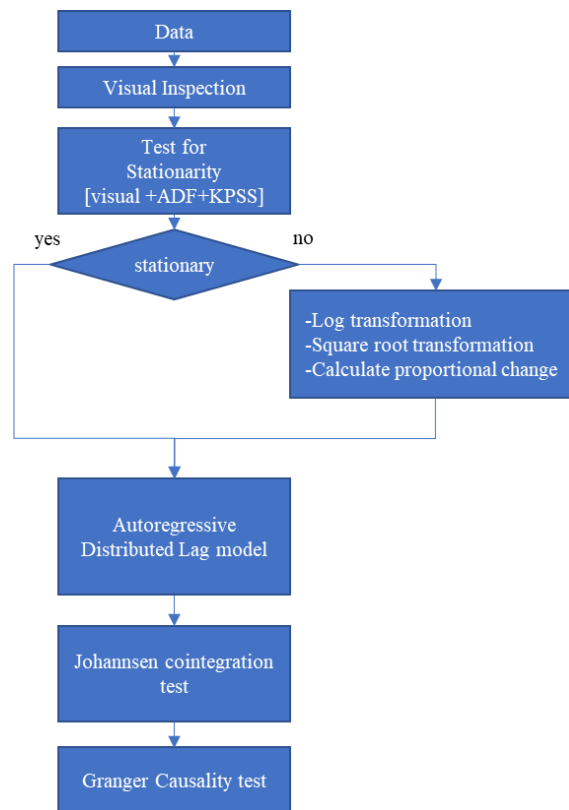 Data
Visual Inspection
Test for
Stationarity
[visual +ADF+KPSS]
yes
no
stationary
-Log transformation
-Square root transformation
-Calculate proportional change
Autoregressive
Distributed Lag model
Johannsen cointegration
test
Granger Causality test